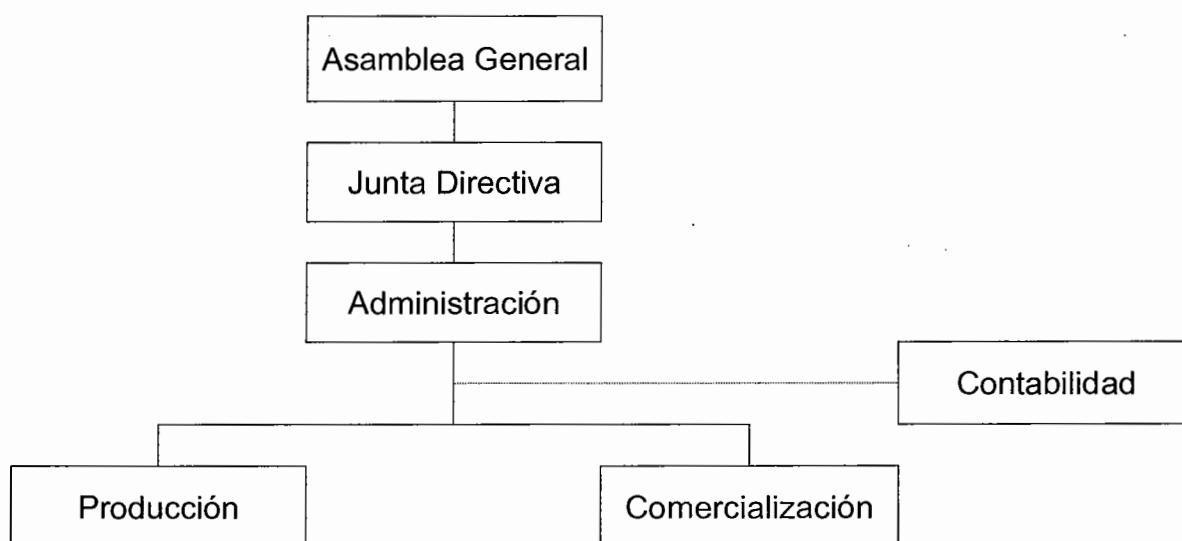 Asamblea General
Junta Directiva
Administración
Contabilidad
Producción
Comercialización